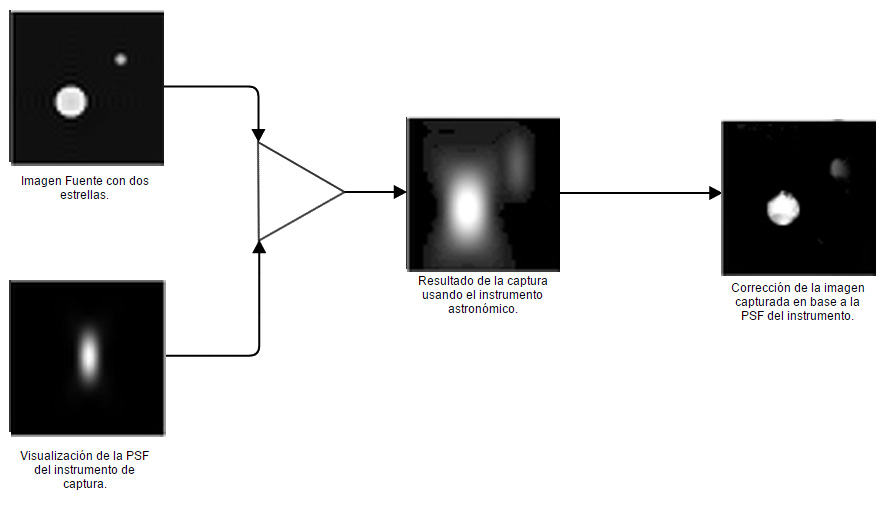 Imagen Fuente con dos
estrellas.
Visualización de la PSF
del instrumento de
captura.
Resultado de la captura
usando el instrumento
astronómico.
Corrección de la imagen
capturada en base a la
PSF del instrumento.